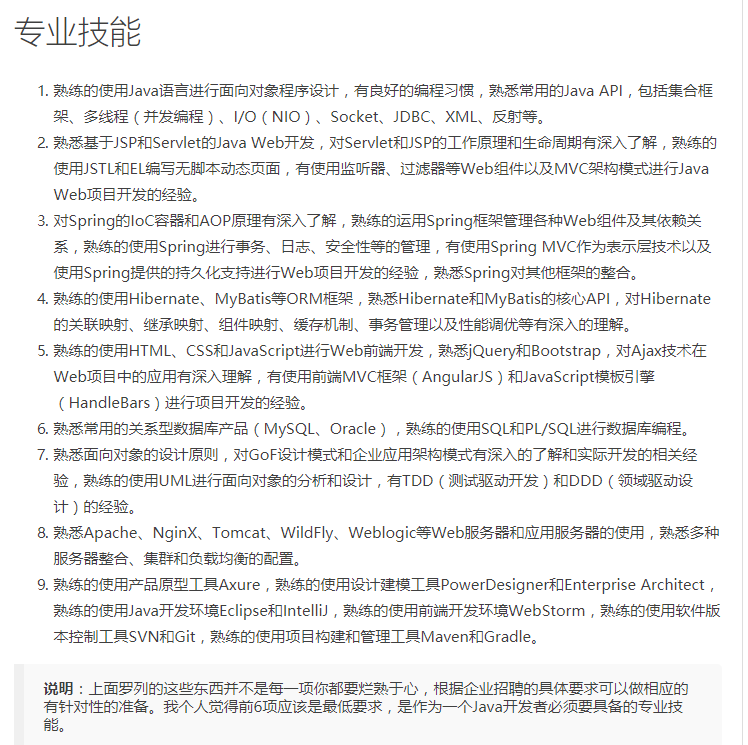 专业技能
1. 熟练的使用Java语言进行面向对象程序设计，有良好的编程习惯，熟悉常用的Java API，包括集合框
架、多线程（并发编程）、I/O（NIO）、Socket、JDBC、XML、反射等。
2. 熟悉基于JSP和Servlet的Java Web开发，对Servlet和JSP的工作原理和生命周期有深入了解，熟练的
使用JSTL和EL编写无脚本动态页面，有使用监听器、过滤器等Web组件以及MVC架构模式进行Java
Web项目开发的经验。
3. 对Spring的IoC容器和AOP原理有深入了解，熟练的运用Spring框架管理各种Web组件及其依赖关
系，熟练的使用Spring进行事务、日志、安全性等的管理，有使用Spring MVC作为表示层技术以及
使用Spring提供的持久化支持进行Web项目开发的经验，熟悉Spring对其他框架的整合。
4. 熟练的使用Hibernate、MyBatis等ORM框架，熟悉Hibernate和MyBatis的核心API，对Hibernate
的关联映射、继承映射、组件映射、缓存机制、事务管理以及性能调优等有深入的理解。
5. 熟练的使用HTML、CSS和JavaScript进行Web前端开发，熟悉jQuery和Bootstrap，对Ajax技术在
Web项目中的应用有深入理解，有使用前端MVC框架（AngularJS）和JavaScript模板引擎
（HandleBars）进行项目开发的经验。
6. 熟悉常用的关系型数据库产品（MySQL、Oracle），熟练的使用SQL和PL/SQL进行数据库编程。
7. 熟悉面向对象的设计原则，对GoF设计模式和企业应用架构模式有深入的了解和实际开发的相关经
验，熟练的使用UML进行面向对象的分析和设计，有TDD（测试驱动开发）和DDD（领域驱动设
计）的经验。
8. 熟悉Apache、NginX、Tomcat、WildFly、Weblogic等Web服务器和应用服务器的使用，熟悉多种
服务器整合、集群和负载均衡的配置。
9. 熟练的使用产品原型工具Axure，熟练的使用设计建模工具PowerDesigner和Enterprise Architect，
熟练的使用Java开发环境Eclipse和IntelliJ，熟练的使用前端开发环境WebStorm，熟练的使用软件版
本控制工具SVN和Git，熟练的使用项目构建和管理工具Maven和Gradle。
说明：上面罗列的这些东西并不是每一项你都要烂熟于心，根据企业招聘的具体要求可以做相应的
有针对性的准备。我个人觉得前6项应该是最低要求，是作为一个Java开发者必须要具备的专业技
能。